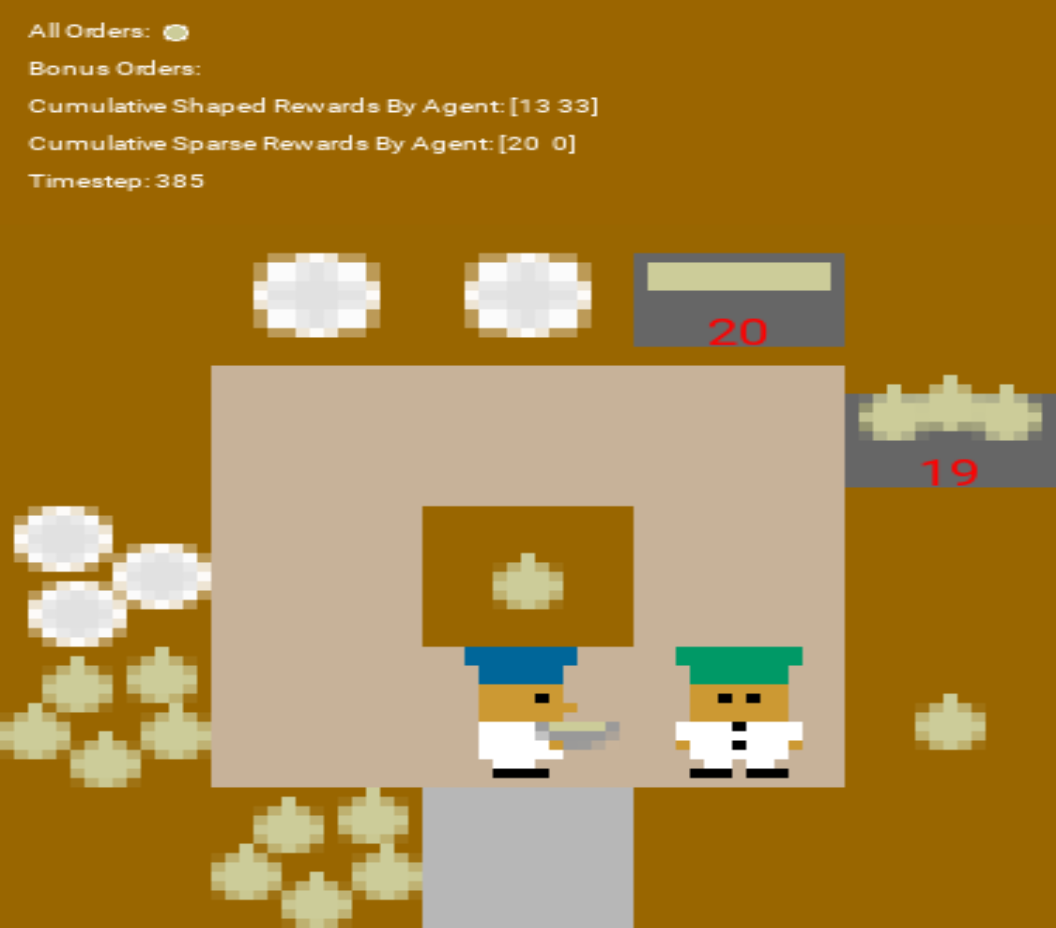 All Orders:
Bonus Orders:
Cumulative Shaped Rewards By Agent: [13 33]
Cumulative Sparse Rewards By Agent: [20  0]
Timestep: 385
20
19